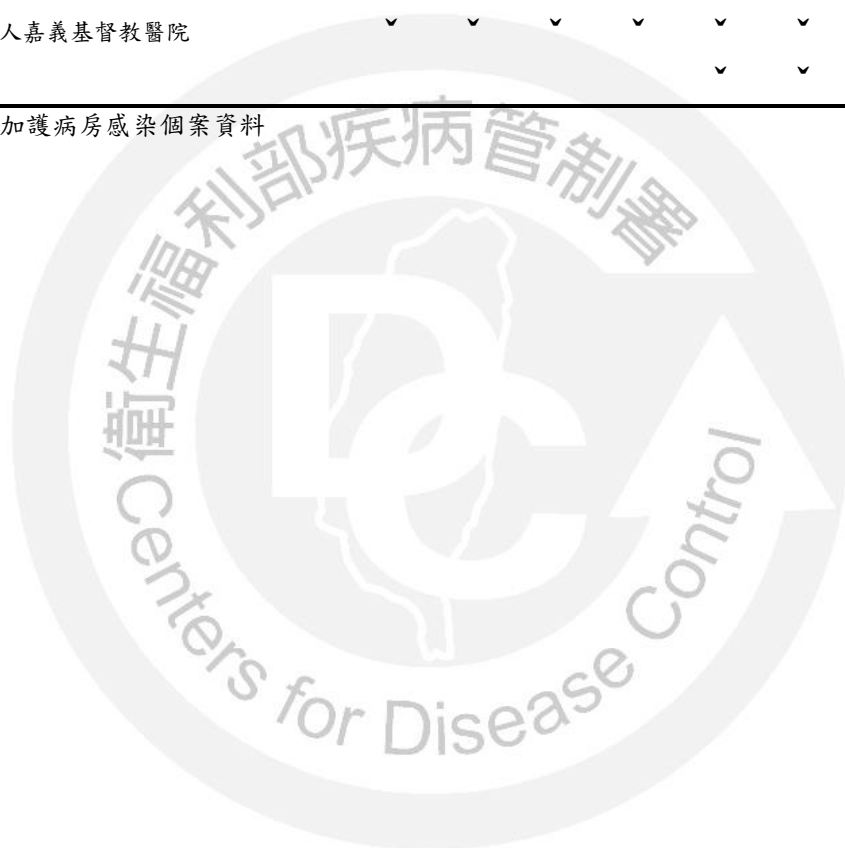 人嘉義基督教醫院 ˇ ˇ ˇ ˇ ˇ ˇ
ˇ ˇ
加護病房感染個案資料
衛生福利部疾病管制署
DC
Centers for Disease Control